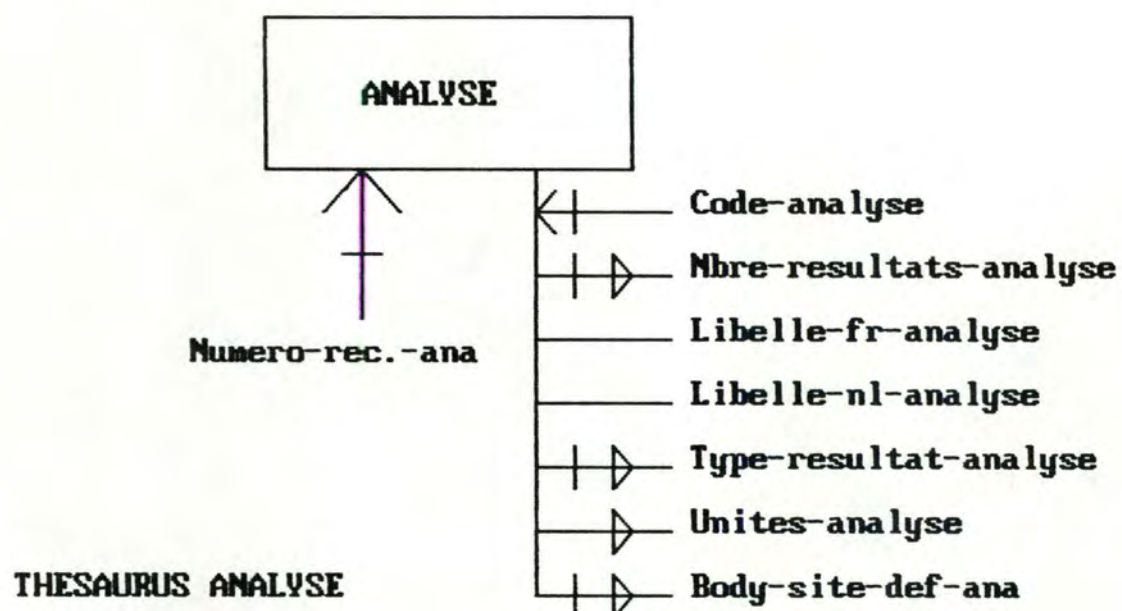 ANALYSE
Code-analyse
Nbre-resultats-analyse
Libelle-fr-analyse
Numero-rec.-ana
Libelle-nl-analyse
Type-resultat-analyse
Unites-analyse
Body-site-def-ana
THESAURUS ANALYSE